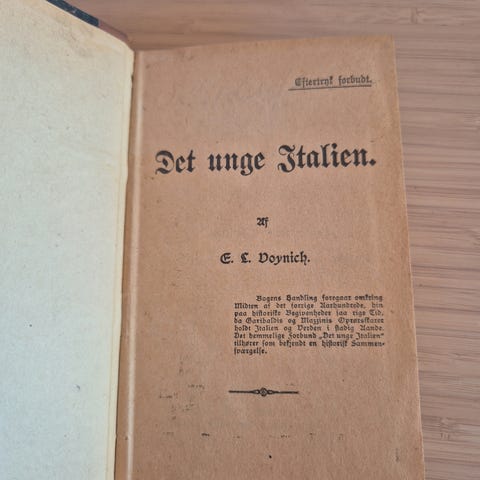 Eftertryk forbudt.
Det unge Italien.
Af
E. L. Voynich.
Bogens Handling foregaar omkring
Midten af det forrige Aarhundrede, hin
paa historiske Begivenheder saa rige Tid,
da Garibaldis og Mazzinis Oprørsskarer
holdt Italien og Verden i stadig Aande.
Det hemmelige Forbund „Det unge Italien“
tilhører som bekjendt en historisk Sammen-
sværgelse.